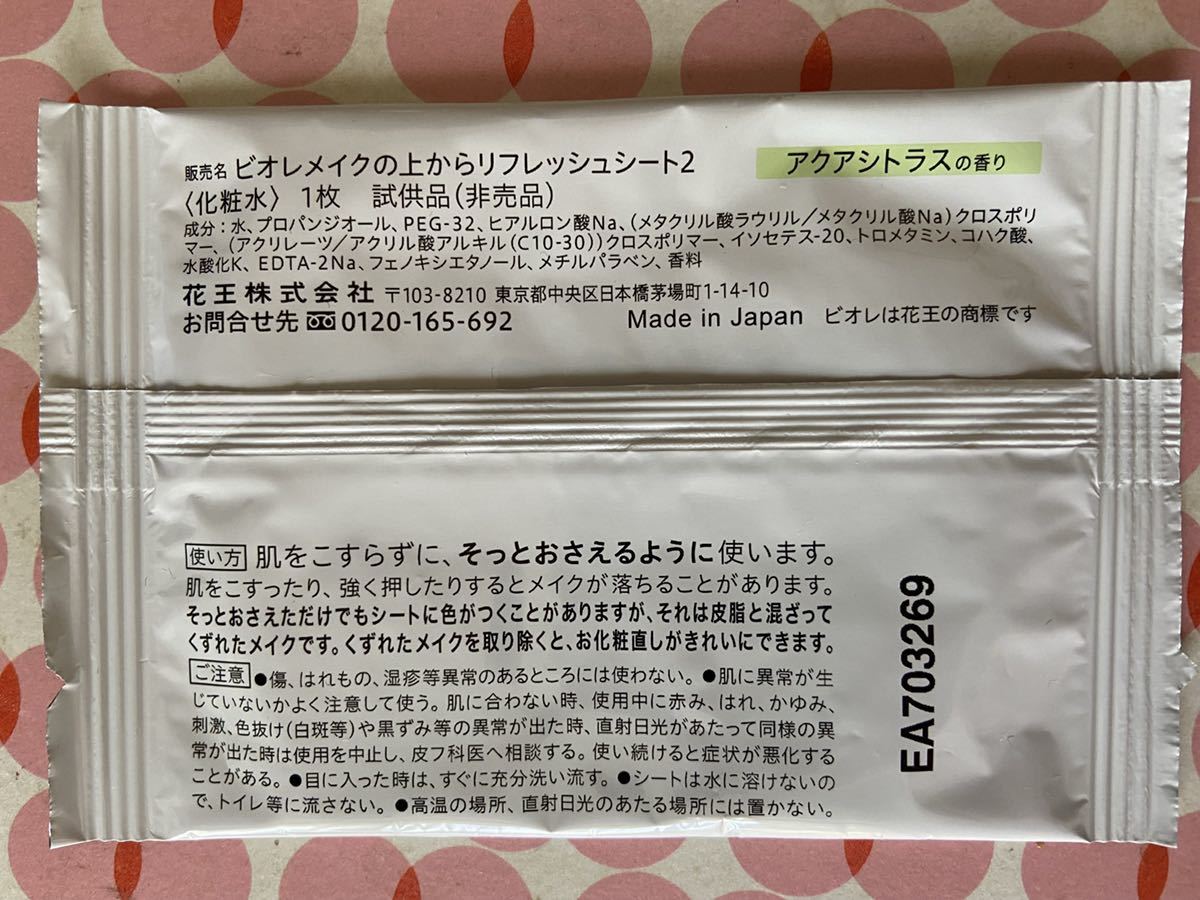 販売名 ビオレメイクの上からリフレッシュシート2
アクアシトラスの香り
〈化粧水〉 1枚 試供品(非売品)
成分:水、プロパンジオール、PEG-32、ヒアルロン酸Na、(メタクリル酸ラウリル/メタクリル酸Na)クロスポリ
マー、(アクリレーツ/アクリル酸アルキル(C10-30))クロスポリマー、イソセテス-20、トロメタミン、コハク酸、
水酸化K、EDTA-2Na、フェノキシエタノール、メチルパラベン、香料
花王株式会社 〒103-8210 東京都中央区日本橋茅場町1-14-10
お問合せ先 0120-165-692 Made in Japan ビオレは花王の商標です
使い方 肌をこすらずに、そっとおさえるように使います。
肌をこすったり、強く押したりするとメイクが落ちることがあります。
そっとおさえただけでもシートに色がつくことがありますが、それは皮脂と混ざって
くずれたメイクです。くずれたメイクを取り除くと、お化粧直しがきれいにできます。
ご注意 ●傷、はれもの、湿疹等異常のあるところには使わない。●肌に異常が生
じていないかよく注意して使う。肌に合わない時、使用中に赤み、はれ、かゆみ、
刺激、色抜け(白斑等)や黒ずみ等の異常が出た時、直射日光があたって同様の異
常が出た時は使用を中止し、皮フ科医へ相談する。使い続けると症状が悪化する
ことがある。●目に入った時は、すぐに充分洗い流す。●シートは水に溶けないの
で、トイレ等に流さない。●高温の場所、直射日光のあたる場所には置かない。
EA703269